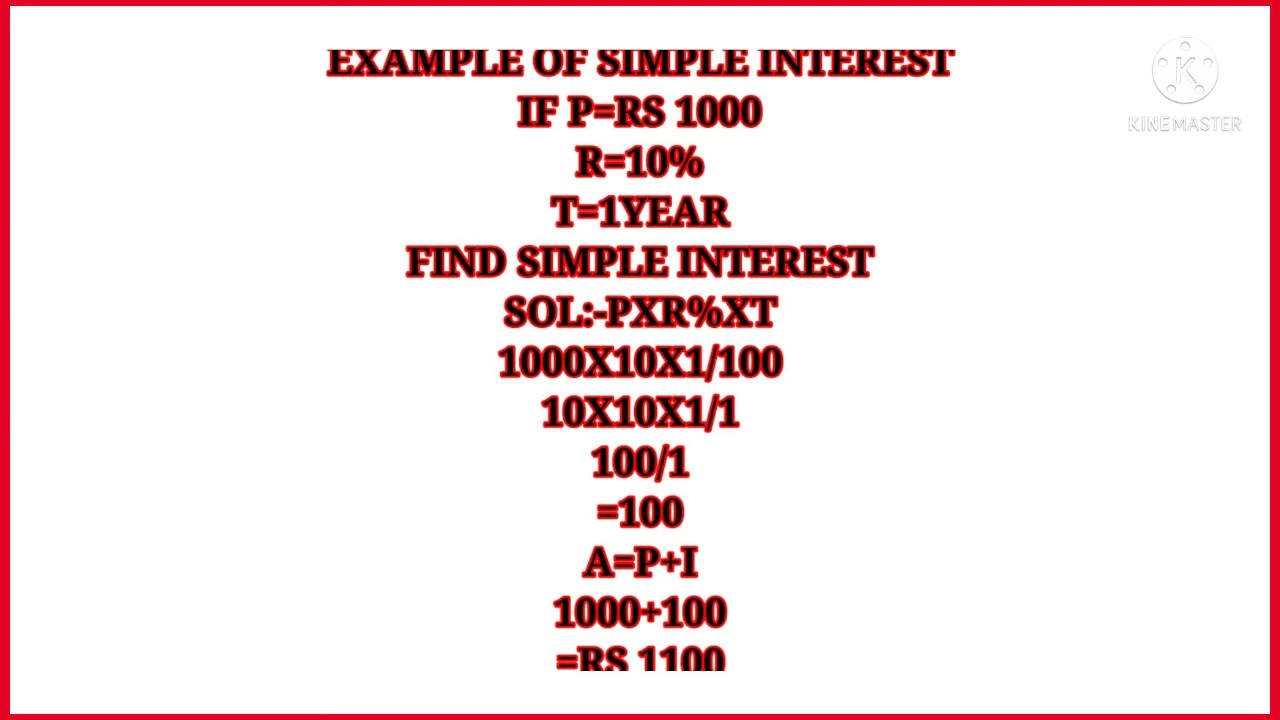 EXAMPLE OF SIMPLE INTEREST
IF P=RS 1000
R=10%
T=1YEAR
FIND SIMPLE INTEREST
SOL:-PXR%XT
1000X10X1/100
10X10X1/1
100/1
=100
A=P+I
1000+100
=RS 1100
K
KINEMASTER